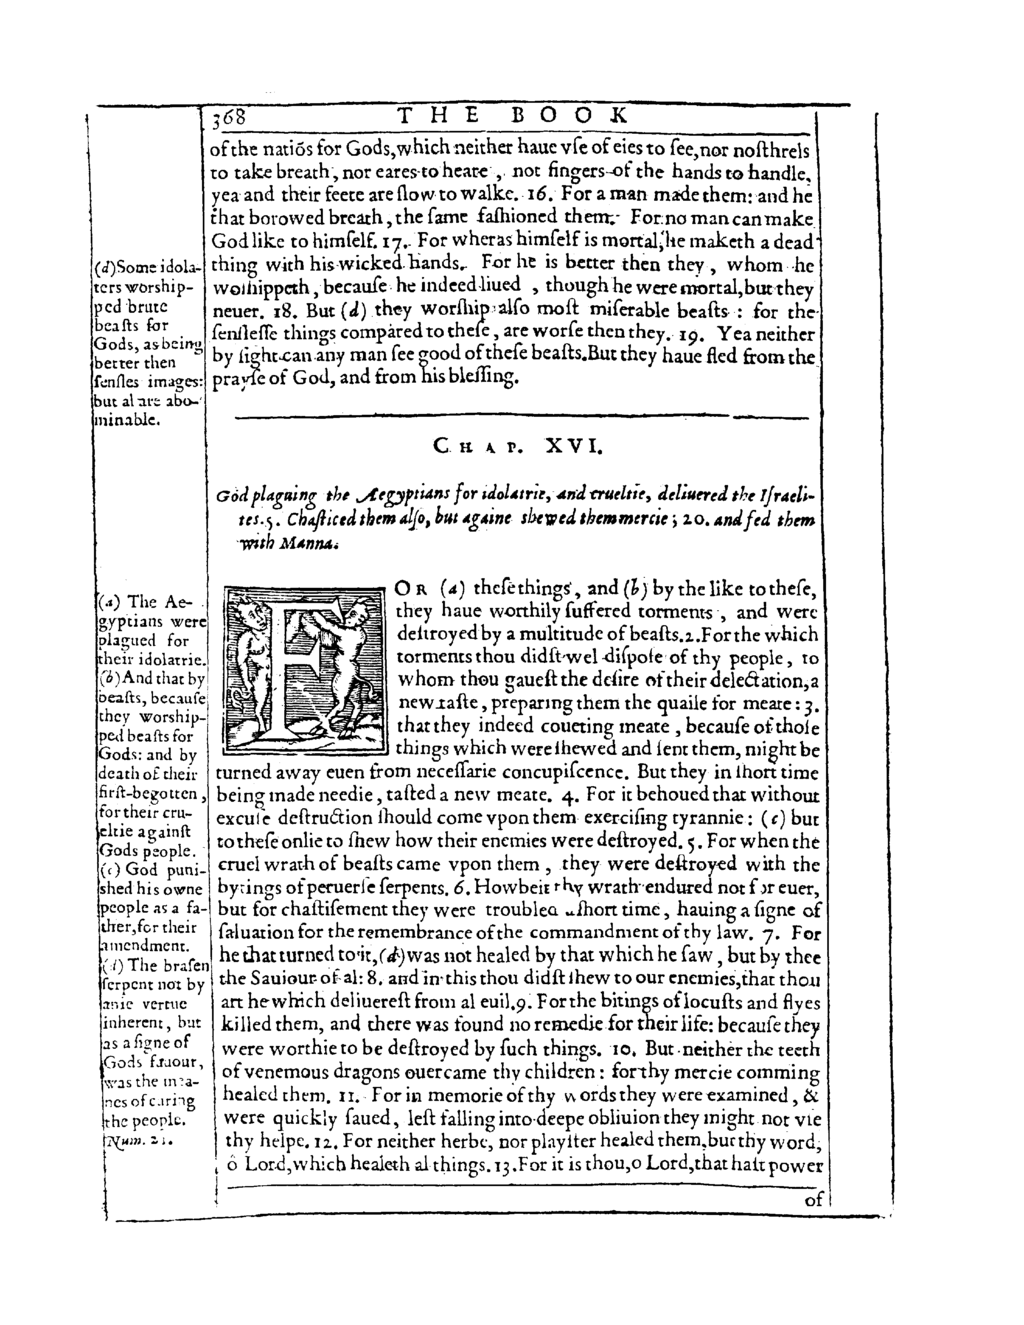 368 THE BOOK
of the natiõs for Gods, which neither haue vſe of eies to ſee, nor noſthrels
to take breath, nor eares to heare, not fingers of the hands to handle,
yea and their feete are ſlow to walke. 16. For a man made them: and he
that borowed breath, the ſame faſhioned them. For no man can make
God like to himſelf. 17. For wheras himſelf is mortal, he maketh a dead
thing with his wicked hands. For he is better then they, whom he
worſhippeth, becauſe he indeed liued, though he were mortal, but they
neuer. 18. But (d) they worſhip alſo moſt miſerable beaſts: for the
ſenſleſſe things compared to theſe, are worſe then they. 19. Yea neither
by ſight can any man ſee good of theſe beaſts. But they haue fled from the
prayſe of God, and from his bleſſing.
(d) Some idola-
ters worship-
ped brute
beaſts for
Gods, as being
better then
ſenſles images:
but al are abo-
minable.
CHAP. XVI.
God plaguing the Aegyptians for idolatrie, and crueltie, deliuered the Iſraeli-
tes. 5. Chaſticed them alſo, but againe shewed them mercie; 20. and fed them
with Manna.
FOR (a) theſe things, and (b) by the like to theſe,
they haue worthily ſuffered torments, and were
deſtroyed by a multitude of beaſts. 2. For the which
torments thou didſt wel diſpoſe of thy people, to
whom thou gaueſt the deſire of their delectation, a
new taſte, preparing them the quaile for meate: 3.
that they indeed coueting meate, becauſe of thoſe
things which were ſhewed and ſent them, might be
turned away euen from neceſſarie concupiſcence. But they in ſhort time
being made needie, taſted a new meate. 4. For it behoued that without
excuſe deſtruction ſhould come vpon them exerciſing tyrannie: (c) but
to theſe onlie to ſhew how their enemies were deſtroyed. 5. For when the
cruel wrath of beaſts came vpon them, they were deſtroyed with the
bytings of peruerſe ſerpents. 6. Howbeit thy wrath endured not for euer,
but for chaſtiſement they were troubled a ſhort time, hauing a ſigne of
ſaluation for the remembrance of the commandment of thy law. 7. For
he that turned to it, (d) was not healed by that which he ſaw, but by thee
the Sauiour of al: 8. and in this thou didſt ſhew to our enemies, that thou
art he which deliuereſt from al euil. 9. For the bitings of locuſts and flyes
killed them, and there was found no remedie for their life: becauſe they
were worthie to be deſtroyed by ſuch things. 10. But neither the teeth
of venemous dragons ouercame thy children: for thy mercie comming
healed them. 11. For in memorie of thy words they were examined, &
were quickly ſaued, leſt falling into deepe obliuion they might not vſe
thy helpe. 12. For neither herbe, nor playſter healed them, but thy word,
ô Lord, which healeth al things. 13. For it is thou, o Lord, that haſt power
of
(a) The Ae-
gyptians were
plagued for
their idolatrie.
(b) And that by
beaſts, becauſe
they worship-
ped beaſts for
Gods: and by
death of their
firſt-begotten,
for their cru-
eltie againſt
Gods people.
(c) God puni-
shed his owne
people as a fa-
ther, for their
amendment.
(d) The braſen
ſerpent not by
anie vertue
inherent, but
as a ſigne of
Gods fauour,
was the mea-
nes of curing
the people.
Num. 21.